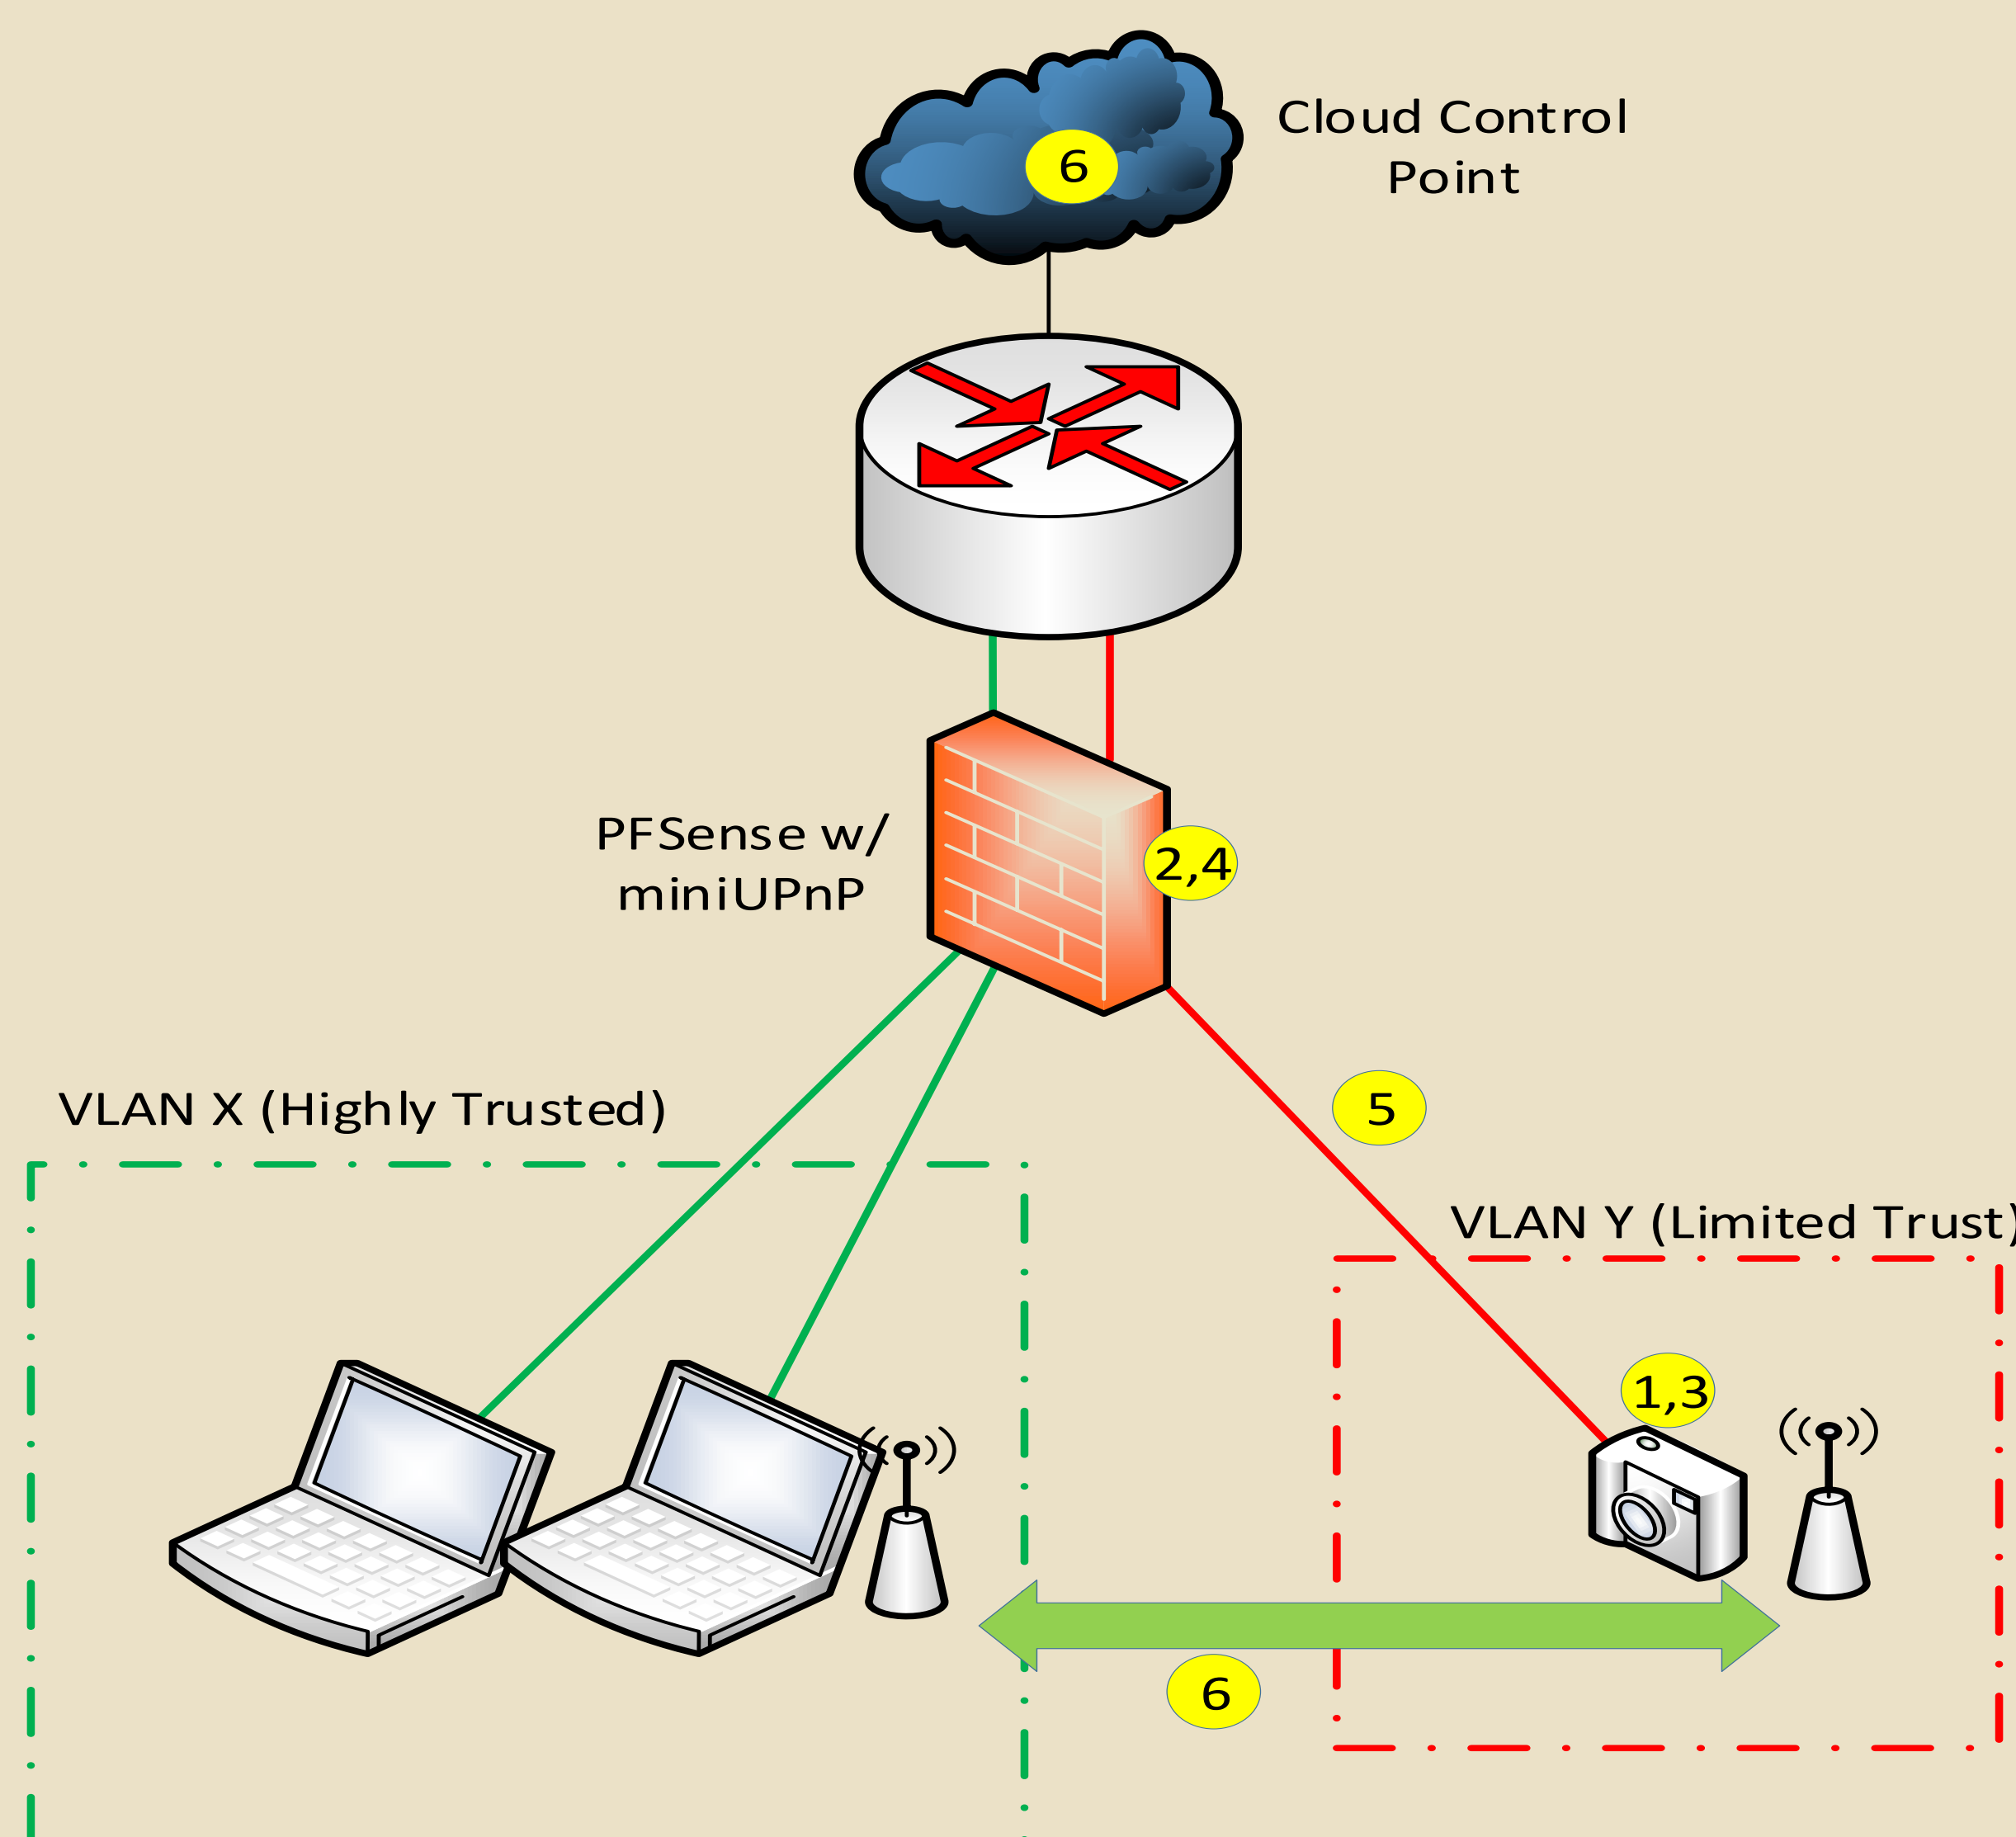 Cloud Control
Point
6
PFSense w/
miniUPnP
2,4
VLAN X (Highly Trusted)
5
VLAN Y (Limited Trust)
1,3
6